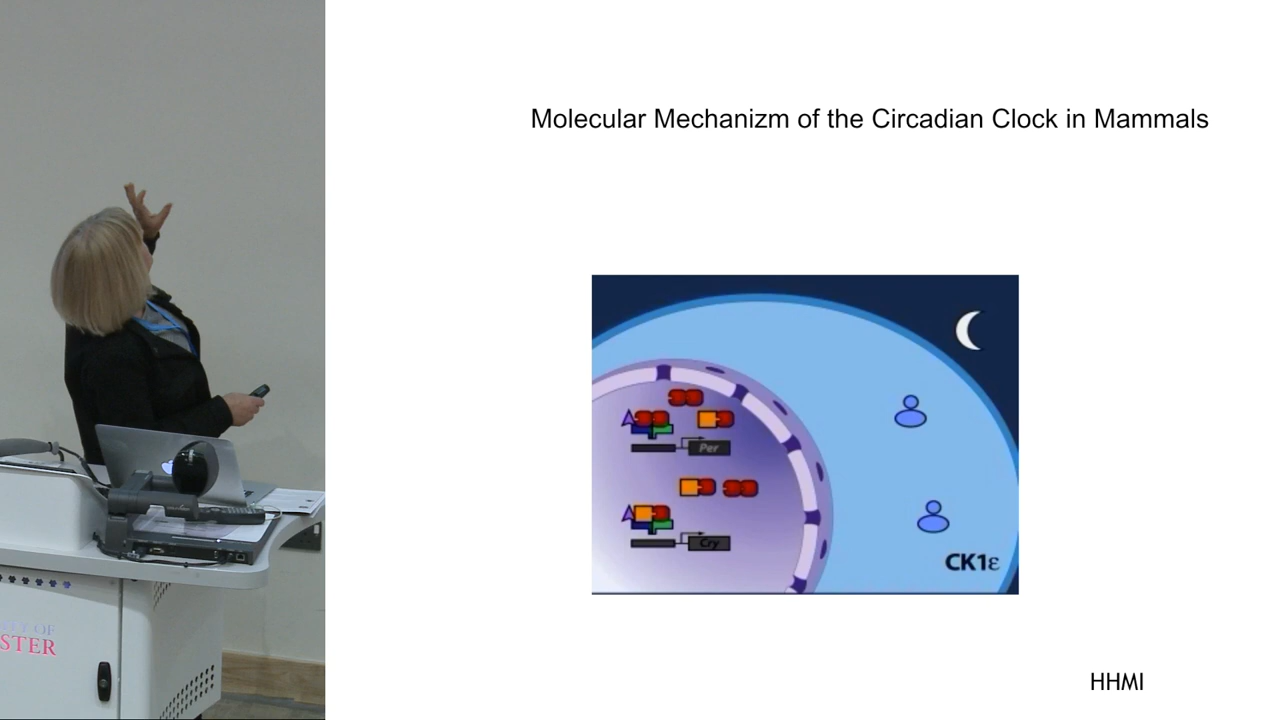 Molecular Mechanizm of the Circadian Clock in Mammals
Per
Cry
CK1ε
HHMI
STER